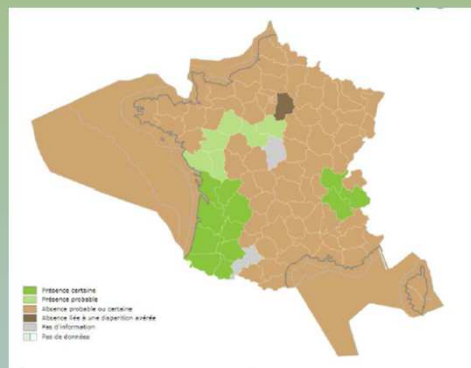 Présence certaine
Présence probable
Absence probable ou certaine
Absence liée à une disparition avérée
Pas d'information
Pas de données